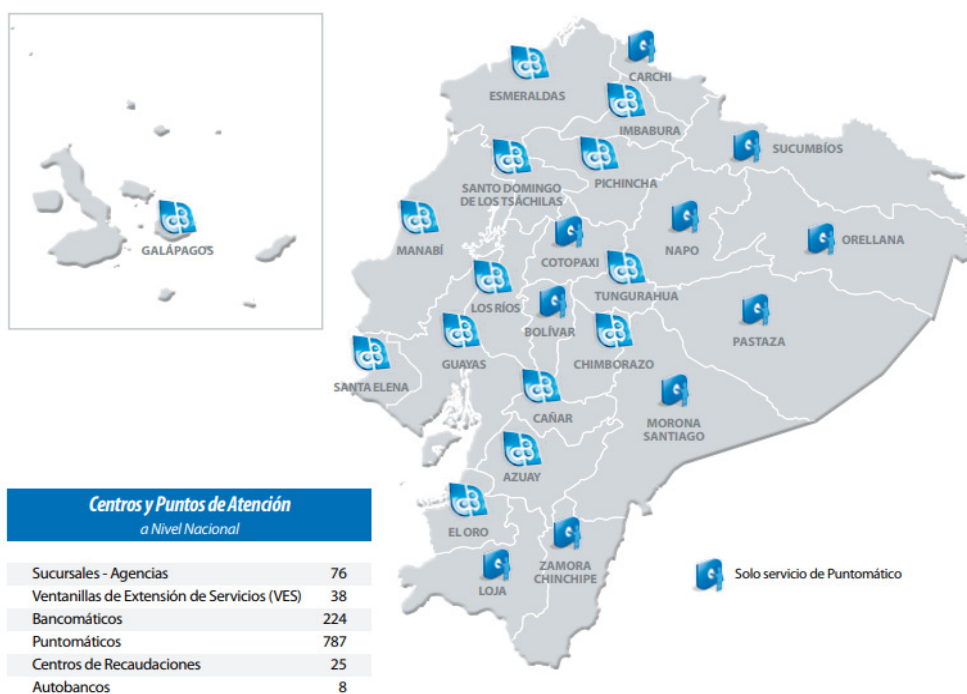 CARCHI
ESMERALDAS
IMBABURA
SUCUMBÍOS
SANTO DOMINGO
DE LOS TSÁCHILAS
PICHINCHA
GALÁPAGOS
MANABÍ
COTOPAXI
NAPO
ORELLANA
LOS RÍOS
TUNGURAHUA
BOLÍVAR
PASTAZA
GUAYAS
CHIMBORAZO
SANTA ELENA
CAÑAR
MORONA
SANTIAGO
AZUAY
EL ORO
ZAMORA
CHINCHIPE
LOJA
Solo servicio de Puntomático
Centros y Puntos de Atención
a Nivel Nacional
Sucursales - Agencias 76
Ventanillas de Extensión de Servicios (VES) 38
Bancomáticos 224
Puntomáticos 787
Centros de Recaudaciones 25
Autobancos 8